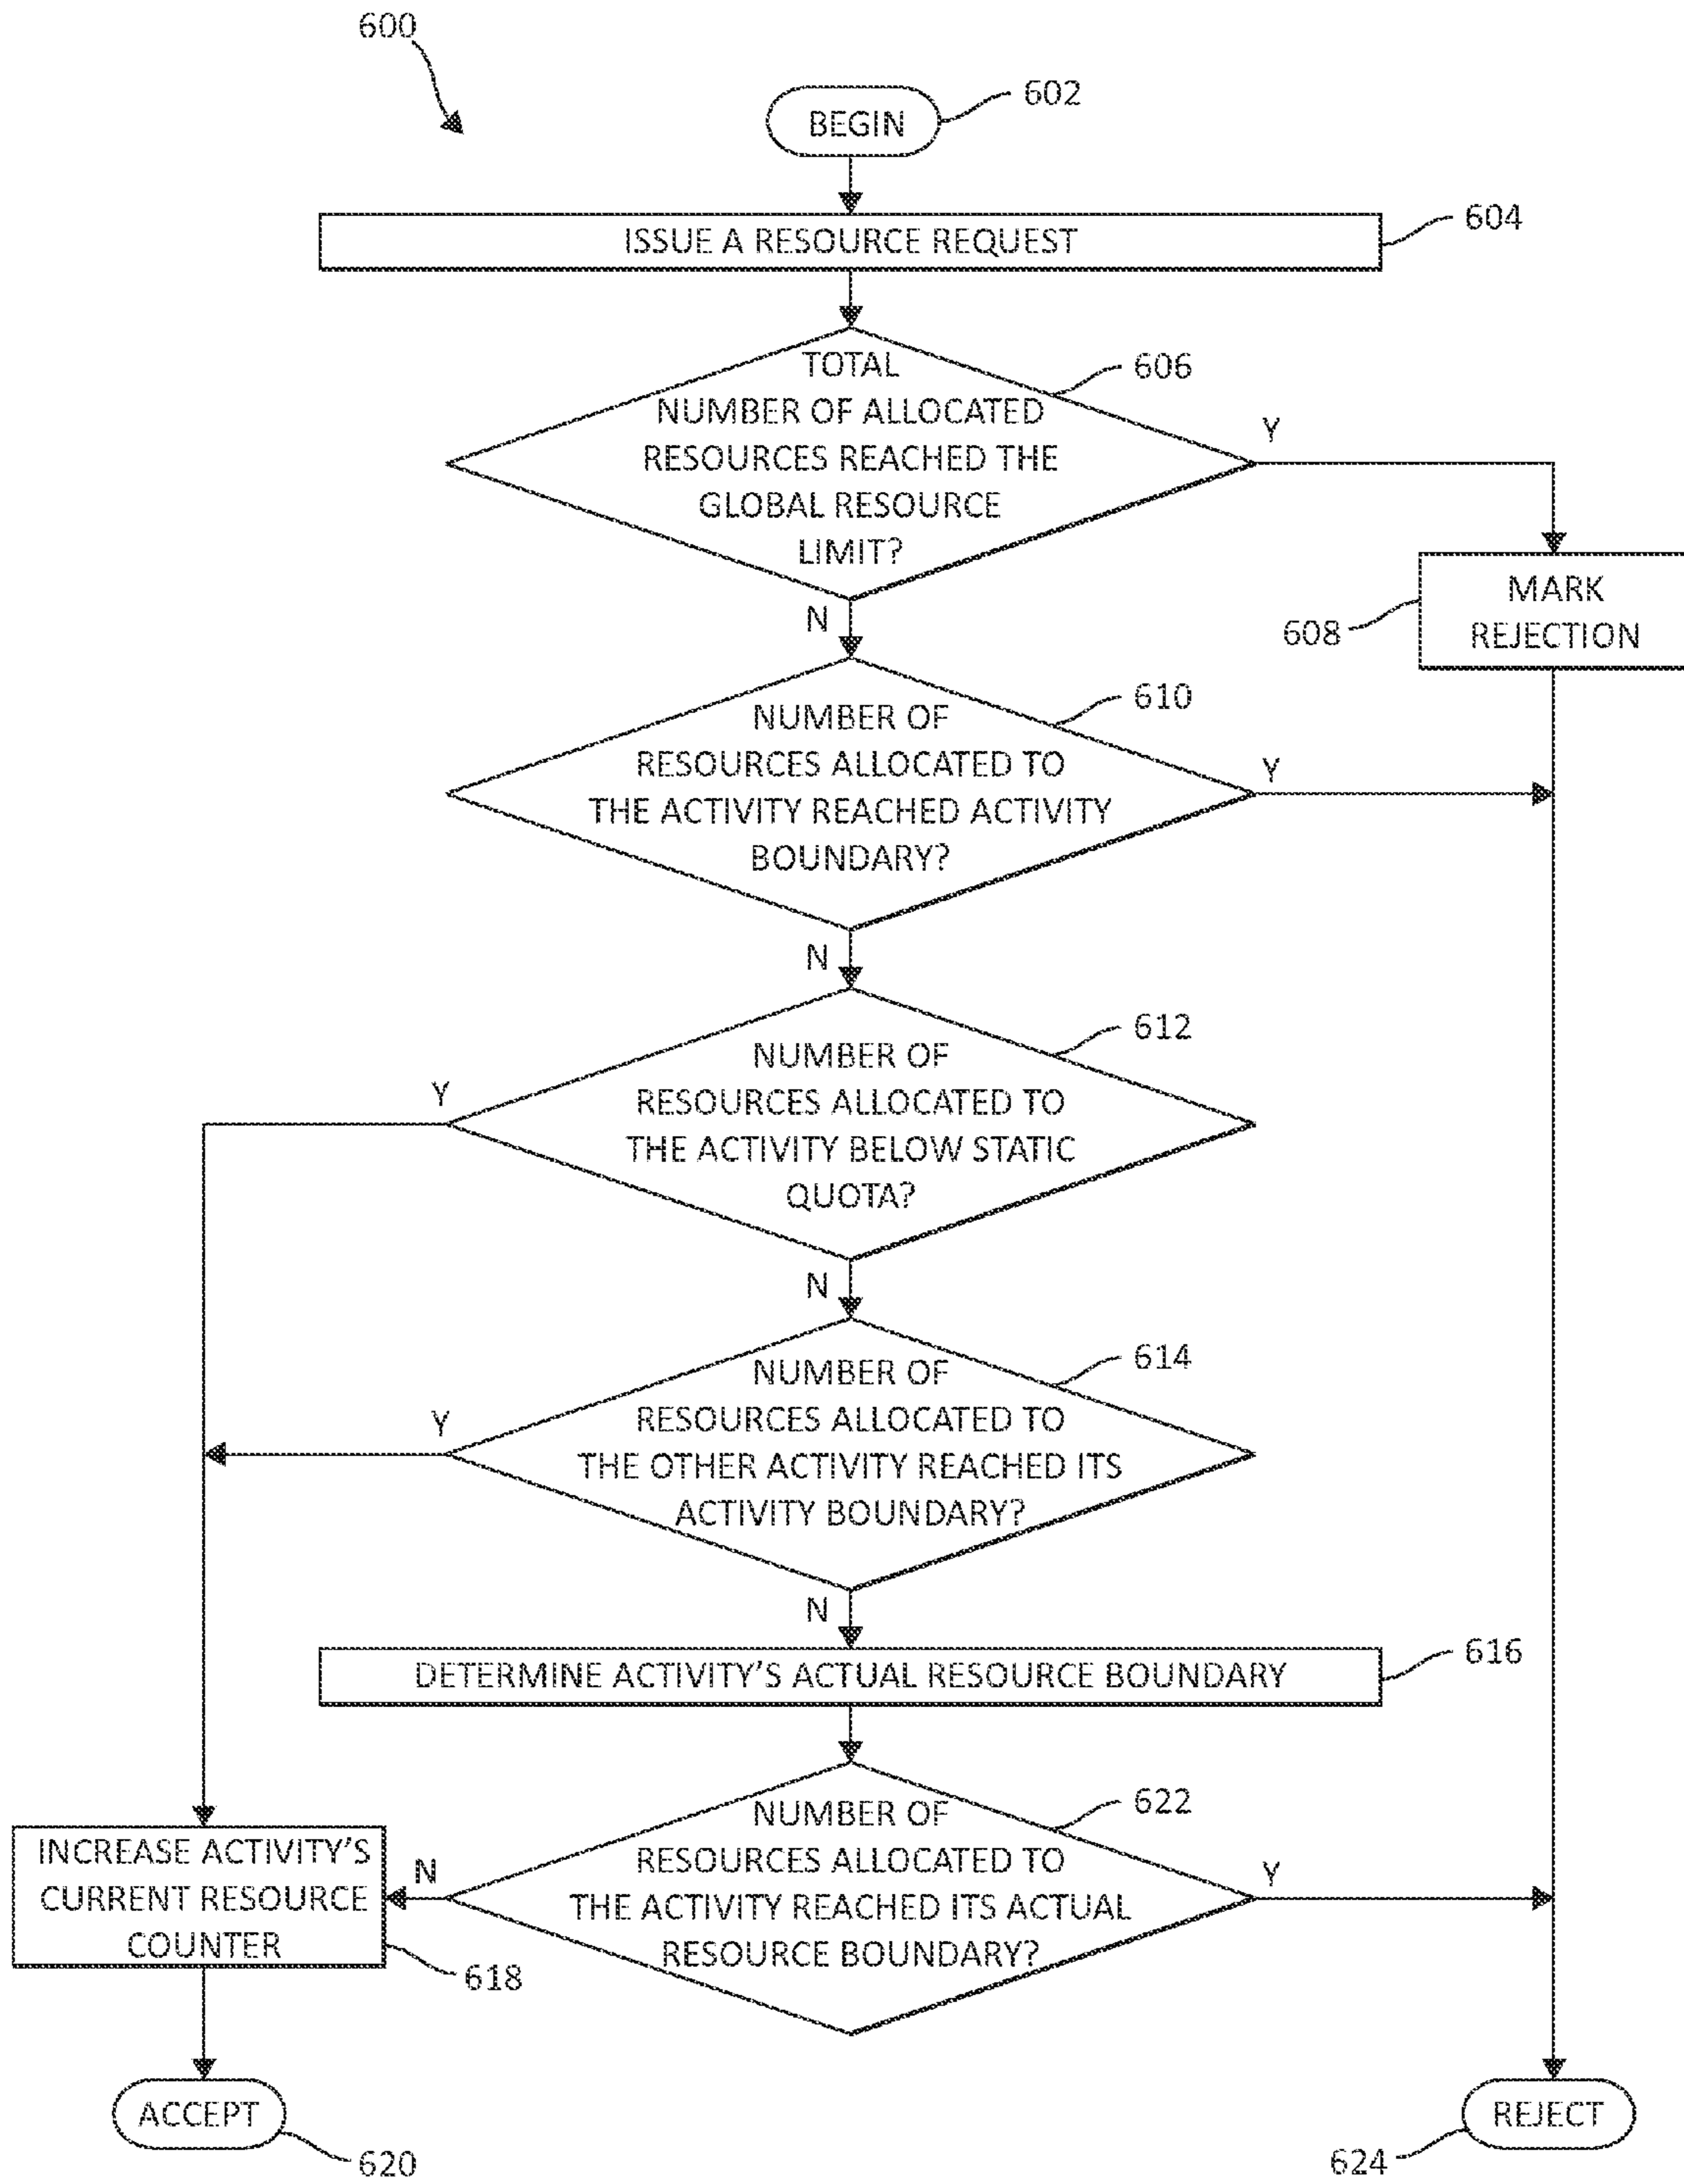 600
BEGIN
602
ISSUE A RESOURCE REQUEST
604
TOTAL
NUMBER OF ALLOCATED
RESOURCES REACHED THE
GLOBAL RESOURCE
LIMIT?
606
Y
N
MARK
REJECTION
608
NUMBER OF
RESOURCES ALLOCATED TO
THE ACTIVITY REACHED ACTIVITY
BOUNDARY?
610
Y
N
NUMBER OF
RESOURCES ALLOCATED TO
THE ACTIVITY BELOW STATIC
QUOTA?
612
Y
N
NUMBER OF
RESOURCES ALLOCATED TO
THE OTHER ACTIVITY REACHED ITS
ACTIVITY BOUNDARY?
614
Y
N
DETERMINE ACTIVITY'S ACTUAL RESOURCE BOUNDARY
616
NUMBER OF
RESOURCES ALLOCATED TO
THE ACTIVITY REACHED ITS ACTUAL
RESOURCE BOUNDARY?
622
N
Y
INCREASE ACTIVITY'S
CURRENT RESOURCE
COUNTER
618
ACCEPT
620
REJECT
624